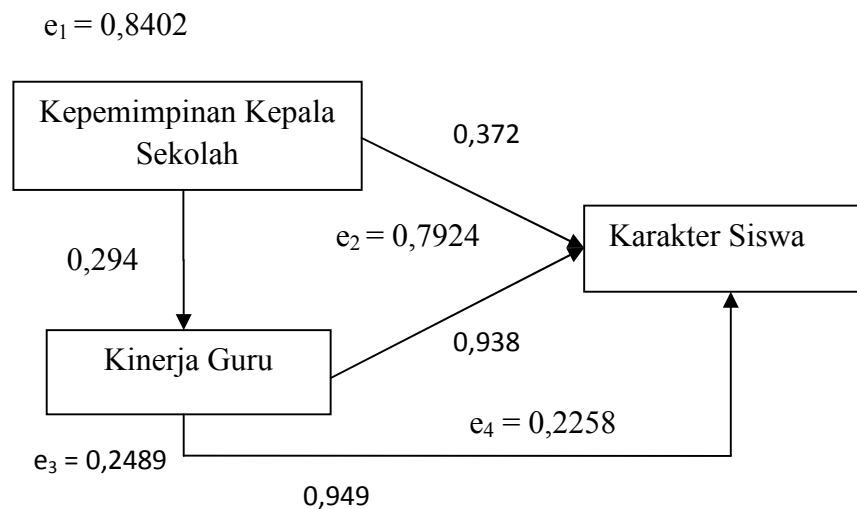 e₁ = 0,8402
Kepemimpinan Kepala
Sekolah
0,372
e₂ = 0,7924
Karakter Siswa
0,294
Kinerja Guru
0,938
e₄ = 0,2258
e₃ = 0,2489
0,949